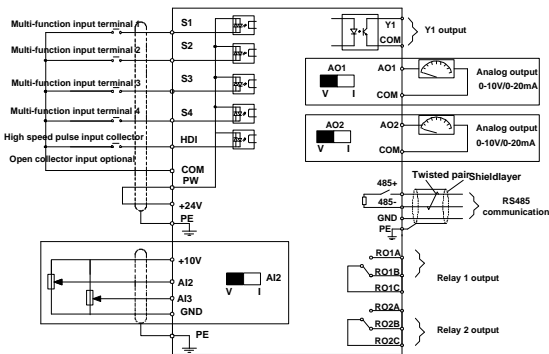 Multi-function input terminal 1
S1
Multi-function input terminal 2
S2
Multi-function input terminal 3
S3
Multi-function input terminal 4
S4
High speed pulse input collector
HDI
Open collector input optional
COM
PW
+24V
PE
+10V
AI2
AI3
GND
AI2
V I
PE
Y1
COM
Y1 output
AO1
V I
COM
Analog output
0-10V/0-20mA
AO2
V I
COM
Analog output
0-10V/0-20mA
Twisted pair
Shieldlayer
485+
485-
GND
PE
RS485
communication
RO1A
RO1B
RO1C
Relay 1 output
RO2A
RO2B
RO2C
Relay 2 output
AO1
AO2